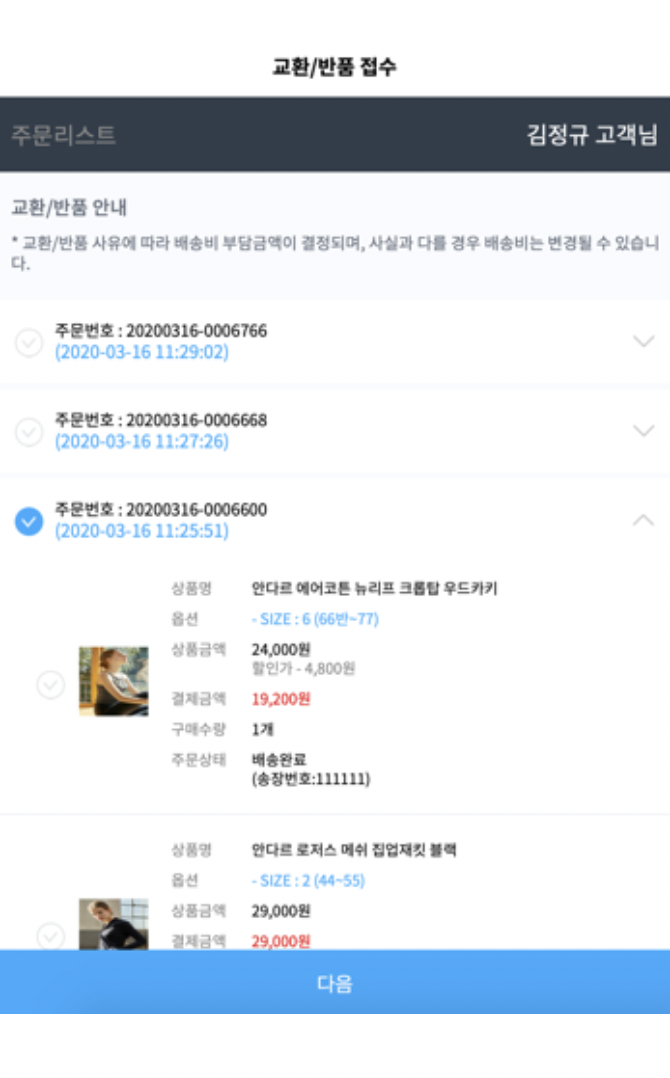 교환/반품 접수
주문리스트 김정규 고객님
교환/반품 안내
* 교환/반품 사유에 따라 배송비 부담금액이 결정되며, 사실과 다를 경우 배송비는 변경될 수 있습니
다.
주문번호 : 20200316-0006766
(2020-03-16 11:29:02)
주문번호 : 20200316-0006668
(2020-03-16 11:27:26)
주문번호 : 20200316-0006600
(2020-03-16 11:25:51)
상품명 안다르 에어코튼 뉴리프 크롭탑 우드카키
옵션 - SIZE : 6 (66반~77)
상품금액 24,000원
할인가 - 4,800원
결제금액 19,200원
구매수량 1개
주문상태 배송완료
(송장번호:111111)
상품명 안다르 로저스 메쉬 집업재킷 블랙
옵션 - SIZE : 2 (44~55)
상품금액 29,000원
결제금액 29,000원
다음